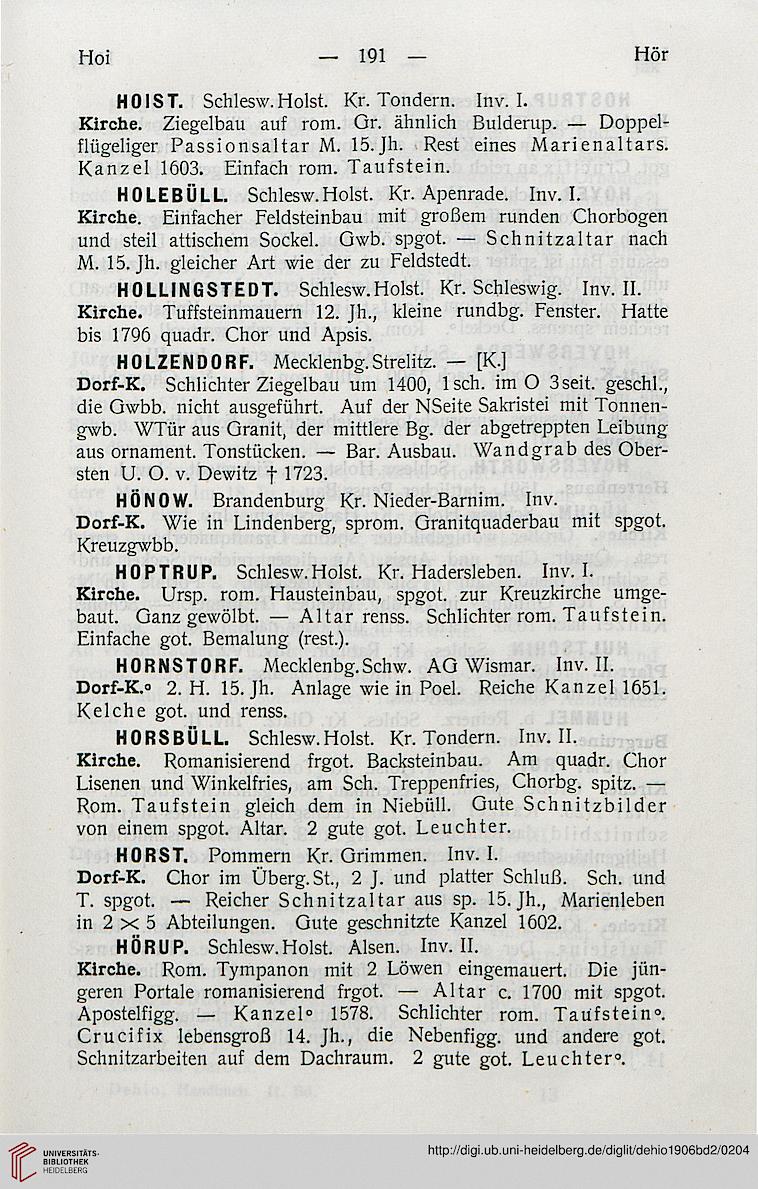 Hoi — 191 — Hör
HOIST. Schlesw. Holst. Kr. Tondern. Inv. I.
Kirche. Ziegelbau auf rom. Gr. ähnlich Bulderup. — Doppel-
flügeliger Passionsaltar M. 15. Jh. Rest eines Marienaltars.
Kanzel 1603. Einfach rom. Taufstein.
HOLEBÜLL. Schlesw. Holst. Kr. Apenrade. Inv. I.
Kirche. Einfacher Feldsteinbau mit großem runden Chorbogen
und steil attischem Sockel. Gwb. spgot. — Schnitzaltar nach
M. 15. Jh. gleicher Art wie der zu Feldstedt.
HOLLINGSTEDT. Schlesw. Holst. Kr. Schleswig. Inv. II.
Kirche. Tuffsteinmauern 12. Jh., kleine rundbg. Fenster. Hatte
bis 1796 quadr. Chor und Apsis.
HOLZENDORF. Mecklenbg. Strelitz. — [K.]
Dorf-K. Schlichter Ziegelbau um 1400, 1 sch. im O 3 seit. geschl.,
die Gwbb. nicht ausgeführt. Auf der NSeite Sakristei mit Tonnen-
gwb. WTür aus Granit, der mittlere Bg. der abgetreppten Leibung
aus ornament. Tonstücken. — Bar. Ausbau. Wandgrab des Ober-
sten U. O. v. Dewitz † 1723.
HÖNOW. Brandenburg Kr. Nieder-Barnim. Inv.
Dorf-K. Wie in Lindenberg, sprom. Granitquaderbau mit spgot.
Kreuzgwbb.
HOPTRUP. Schlesw. Holst. Kr. Hadersleben. Inv. I.
Kirche. Ursp. rom. Hausteinbau, spgot. zur Kreuzkirche umge-
baut. Ganz gewölbt. — Altar renss. Schlichter rom. Taufstein.
Einfache got. Bemalung (rest.).
HORNSTORF. Mecklenbg. Schw. AG Wismar. Inv. II.
Dorf-K.° 2. H. 15. Jh. Anlage wie in Poel. Reiche Kanzel 1651.
Kelche got. und renss.
HORSBÜLL. Schlesw. Holst. Kr. Tondern. Inv. II.
Kirche. Romanisierend frgot. Backsteinbau. Am quadr. Chor
Lisenen und Winkelfries, am Sch. Treppenfries, Chorbg. spitz. —
Rom. Taufstein gleich dem in Niebüll. Gute Schnitzbilder
von einem spgot. Altar. 2 gute got. Leuchter.
HORST. Pommern Kr. Grimmen. Inv. I.
Dorf-K. Chor im Überg. St., 2 J. und platter Schluß. Sch. und
T. spgot. — Reicher Schnitzaltar aus sp. 15. Jh., Marienleben
in 2 × 5 Abteilungen. Gute geschnitzte Kanzel 1602.
HÖRUP. Schlesw. Holst. Alsen. Inv. II.
Kirche. Rom. Tympanon mit 2 Löwen eingemauert. Die jün-
geren Portale romanisierend frgot. — Altar c. 1700 mit spgot.
Apostelfigg. — Kanzel° 1578. Schlichter rom. Taufstein°.
Crucifix lebensgroß 14. Jh., die Nebenfigg. und andere got.
Schnitzarbeiten auf dem Dachraum. 2 gute got. Leuchter°.
UNIVERSITÄTS-
BIBLIOTHEK
HEIDELBERG
http://digi.ub.uni-heidelberg.de/diglit/dehio1906bd2/0204